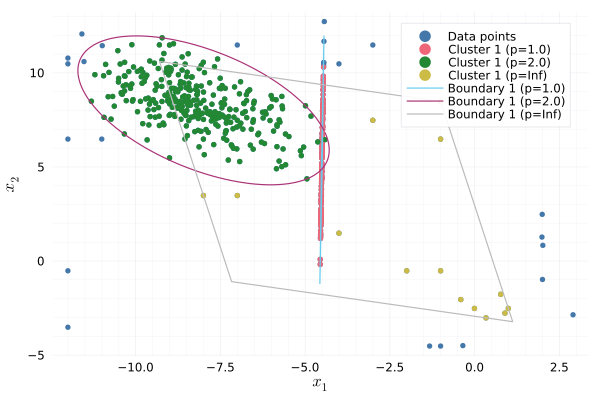 Data points
Cluster 1 (p=1.0)
Cluster 1 (p=2.0)
Cluster 1 (p=Inf)
Boundary 1 (p=1.0)
Boundary 1 (p=2.0)
Boundary 1 (p=Inf)
10
5
0
−5
x₂
−10.0 −7.5 −5.0 −2.5 0.0 2.5
x₁